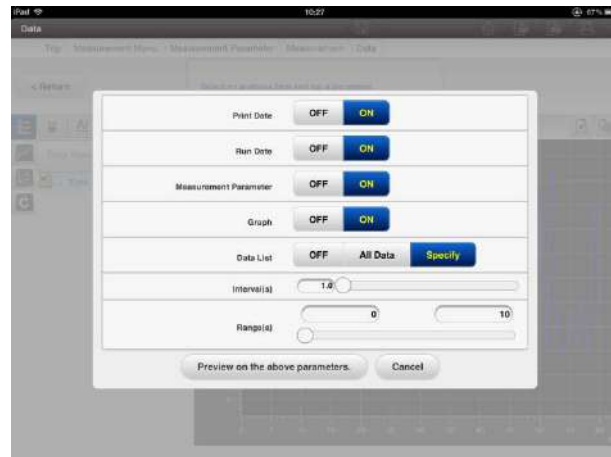 iPad 10:27 87%
Data
Top Measurement Menu Measurement Parameter Measurement Data
< Return
Print Date OFF ON
Run Date OFF ON
Measurement Parameter OFF ON
Graph OFF ON
Data List OFF All Data Specify
Interval(s) 1.0
Range(s) 0 10
Preview on the above parameters. Cancel